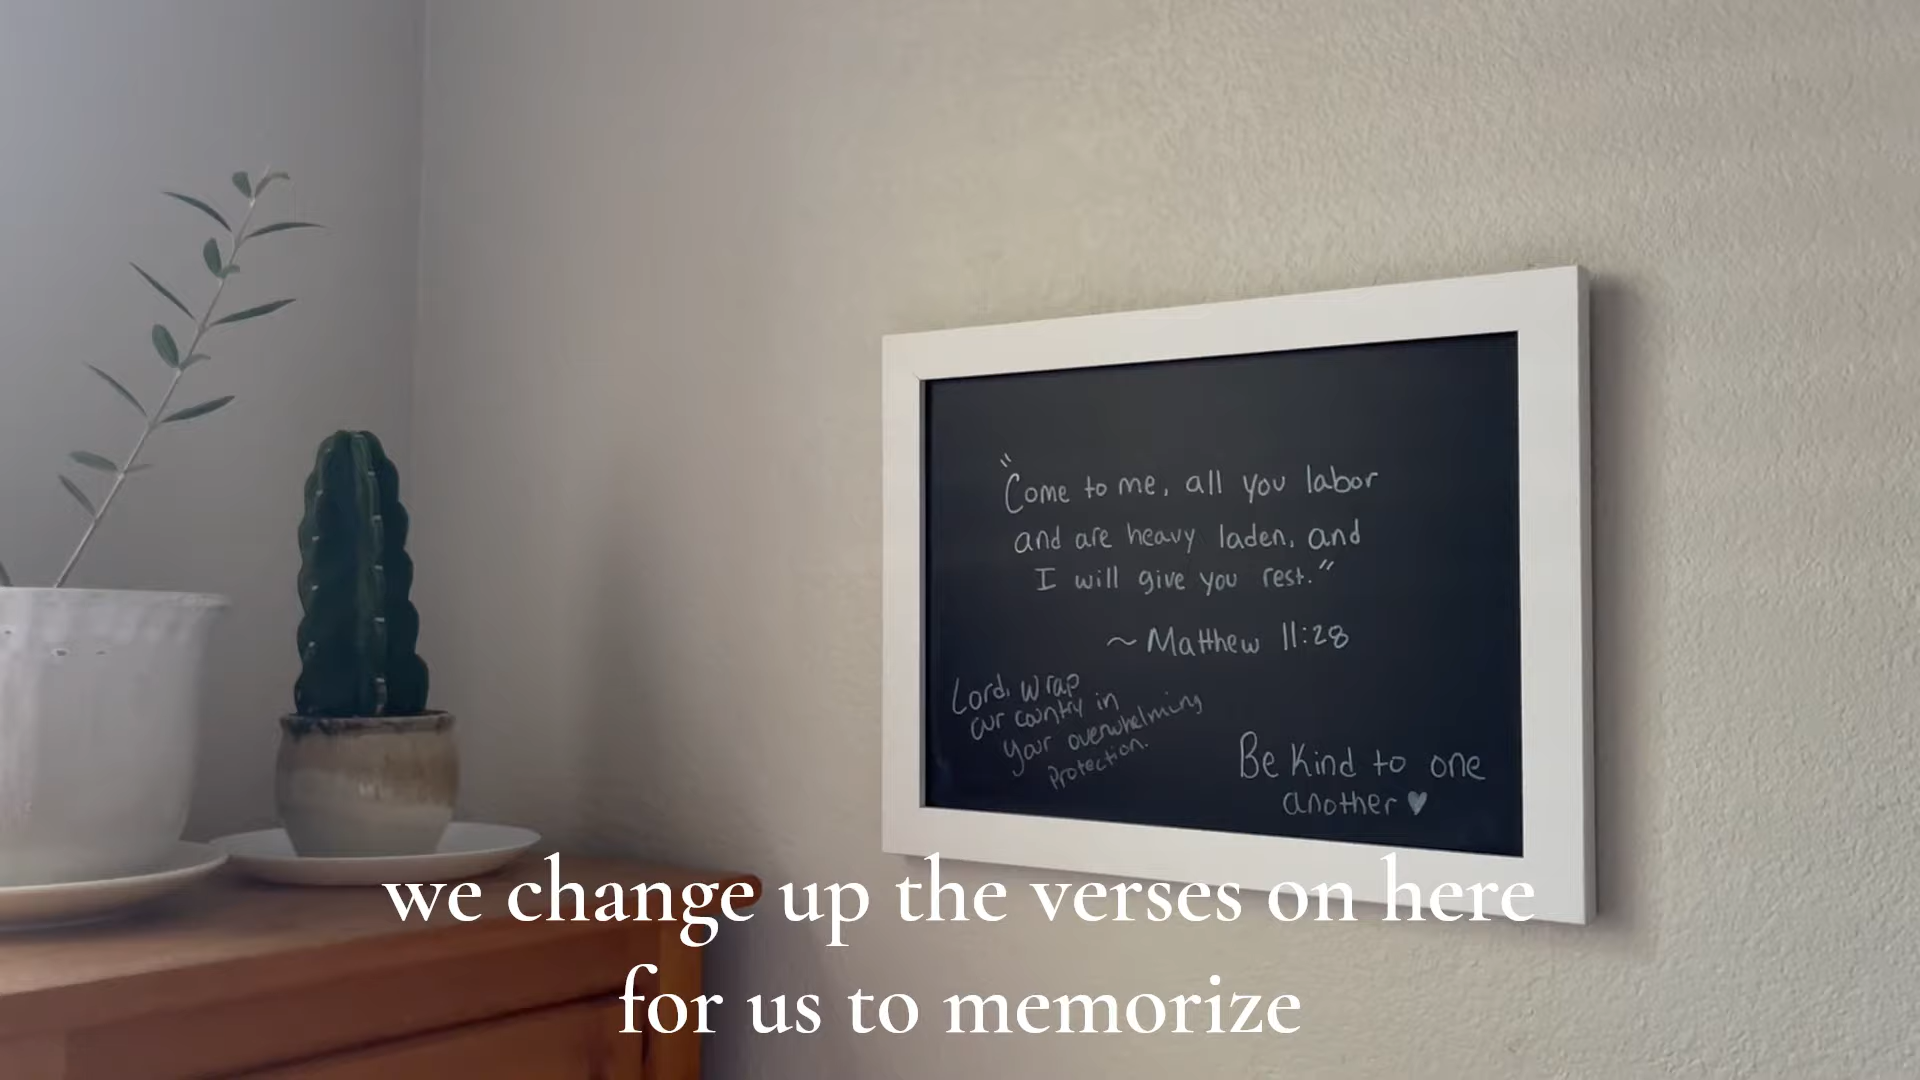 "Come to me, all you labor
and are heavy laden, and
I will give you rest."
~ Matthew 11:28
Lord, wrap
our country in
your overwhelming
protection.
Be Kind to one
another ♥
we change up the verses on here
for us to memorize